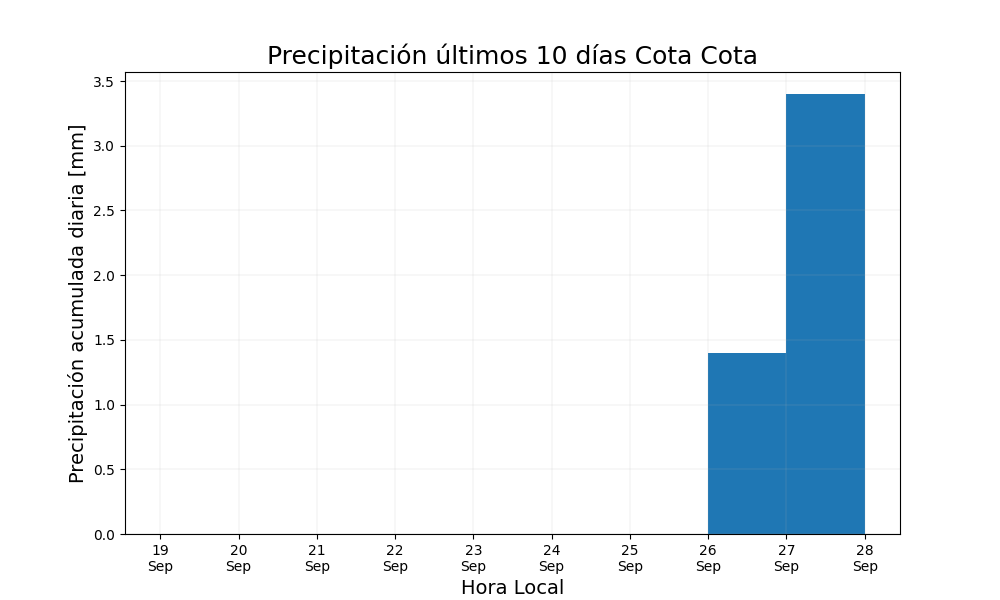 Precipitación últimos 10 días Cota Cota
Precipitación acumulada diaria [mm]
3.5
3.0
2.5
2.0
1.5
1.0
0.5
0.0
19 20 21 22 23 24 25 26 27 28
Sep Sep Sep Sep Sep Sep Sep Sep Sep Sep
Hora Local